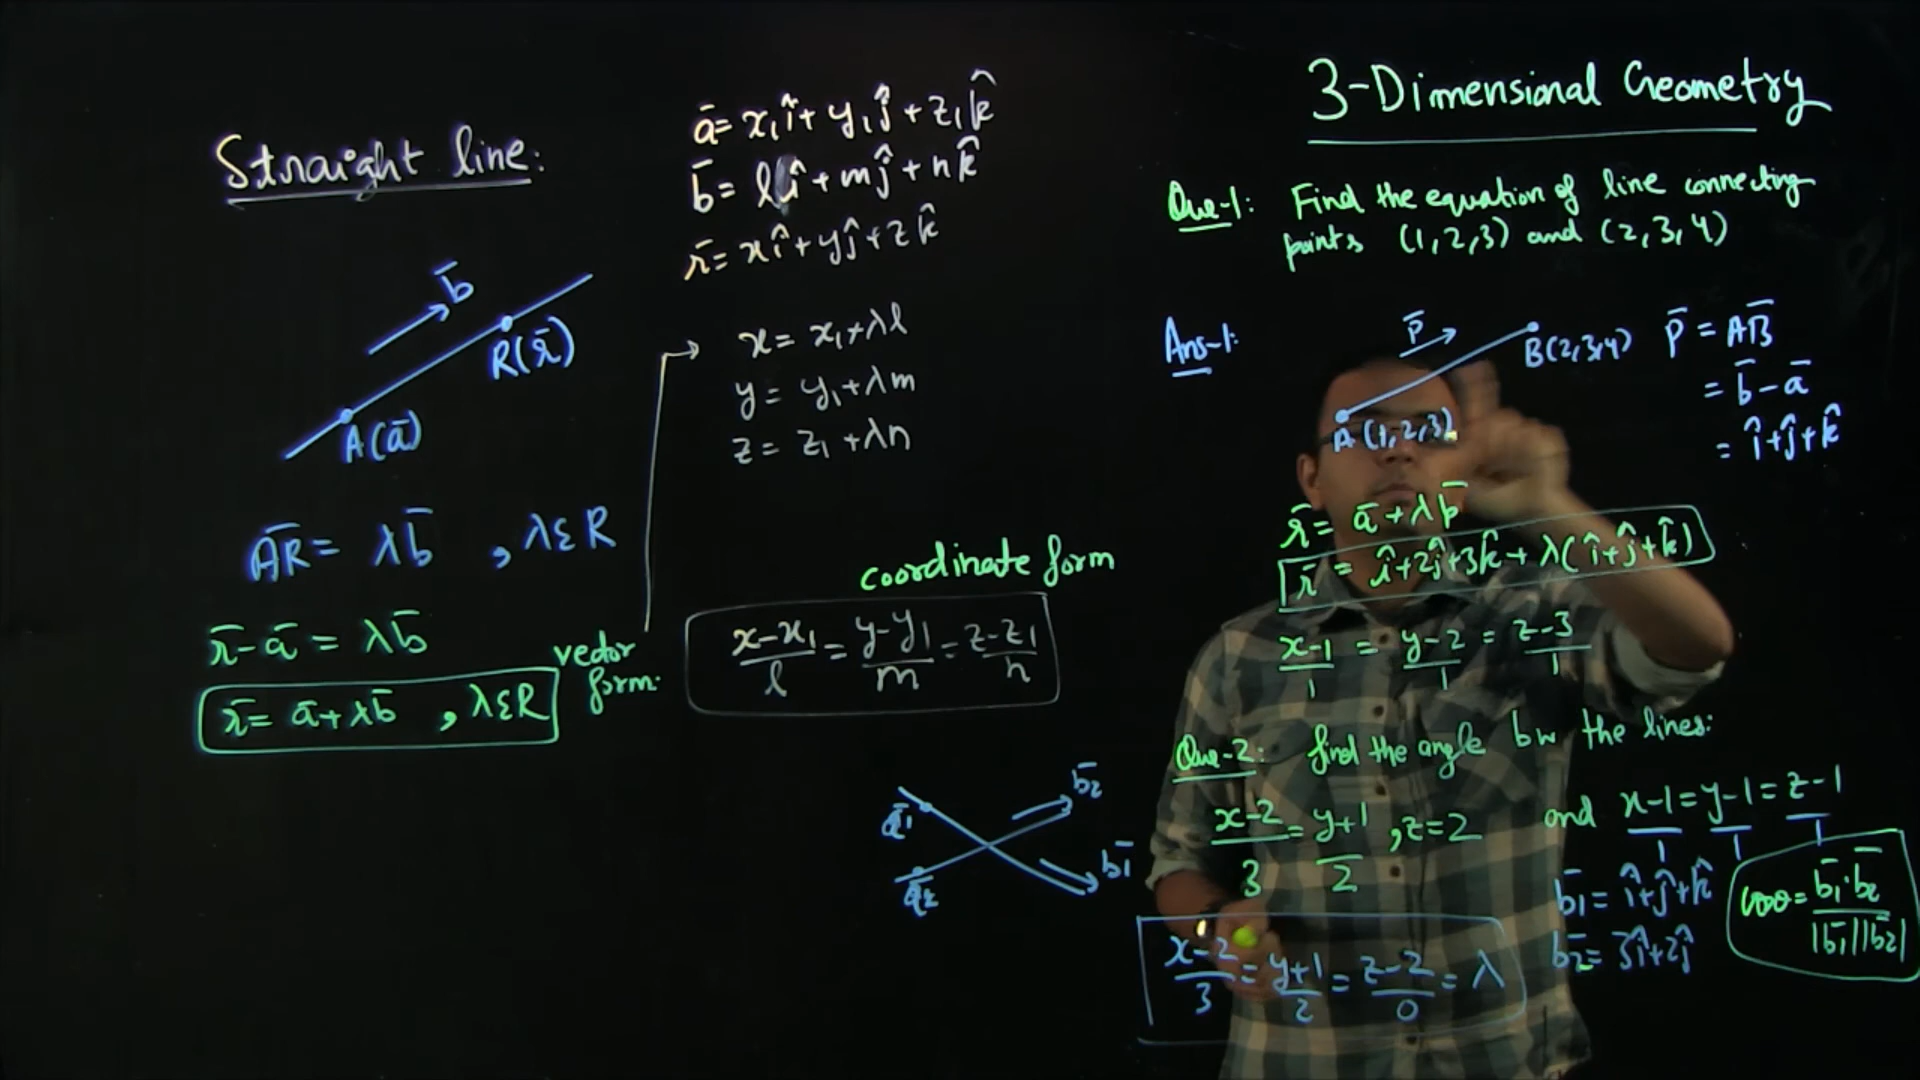 Straight line:
b̄
R(r̄)
A(ā)
ĀR = λb̄ , λ∈R
r̄-ā = λb̄
r̄ = ā+λb̄ , λ∈R
vector form.
ā = x₁î + y₁ĵ + z₁k̂
b̄ = lî + mĵ + nk̂
r̄ = xî + yĵ + zk̂
x = x₁+λl
y = y₁+λm
z = z₁+λn
coordinate form
(x-x₁)/l = (y-y₁)/m = (z-z₁)/n
ā₁
ā₂
b̄₂
b̄₁
3-Dimensional Geometry
Que-1: Find the equation of line connecting
points (1,2,3) and (2,3,4)
Ans-1:
p̄
B(2,3,4)
A (1,2,3)
p̄ = AB̄
= b̄ - ā
= î+ĵ+k̂
r̄ = ā+λp̄
r̄ = î+2ĵ+3k̂+λ(î+ĵ+k̂)
(x-1)/1 = (y-2)/1 = (z-3)/1
Que-2: find the angle bw the lines:
(x-2)/3 = (y+1)/2 , z=2 and (x-1)/1 = (y-1)/1 = (z-1)/1
b̄₁ = î+ĵ+k̂
b̄₂ = 3î+2ĵ
cosθ = (b̄₁·b̄₂)/(|b̄₁||b̄₂|)
(x-2)/3 = (y+1)/2 = (z-2)/0 = λ